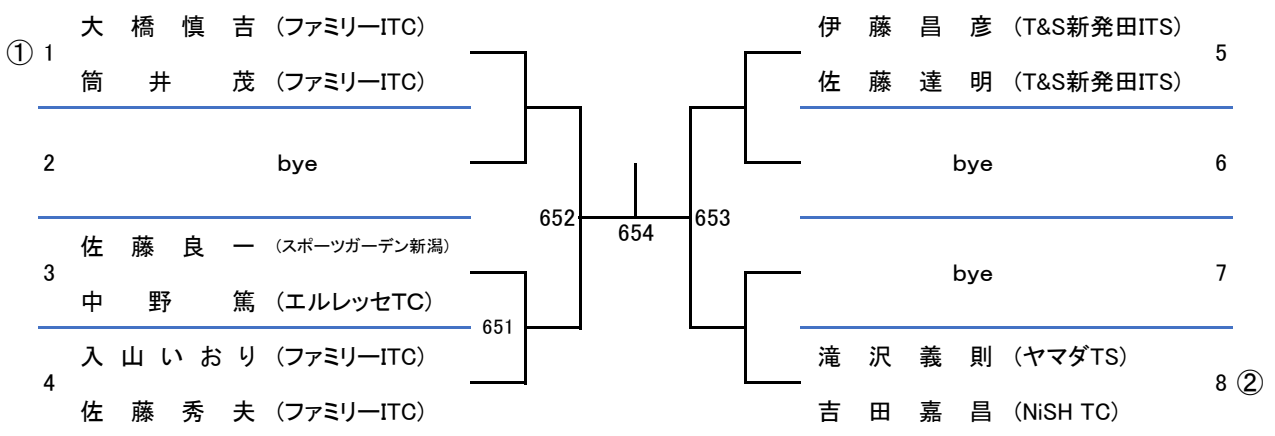 ① 1 大橋慎吉 (ファミリーITC)
筒井茂 (ファミリーITC)
2 bye
3 佐藤良一 (スポーツガーデン新潟)
中野篤 (エルレッセTC)
4 入山いおり (ファミリーITC)
佐藤秀夫 (ファミリーITC)
651
652
654
653
伊藤昌彦 (T&S新発田ITS) 5
佐藤達明 (T&S新発田ITS)
bye 6
bye 7
滝沢義則 (ヤマダTS) 8 ②
吉田嘉昌 (NiSH TC)